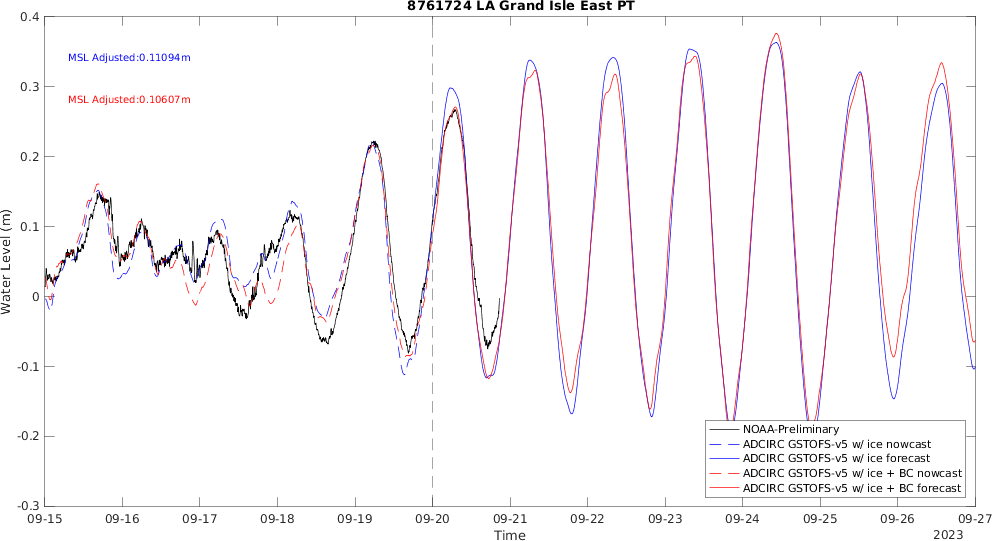 8761724 LA Grand Isle East PT
0.4
0.3
0.2
0.1
0
-0.1
-0.2
-0.3
Water Level (m)
MSL Adjusted:0.11094m
MSL Adjusted:0.10607m
NOAA-Preliminary
ADCIRC GSTOFS-v5 w/ ice nowcast
ADCIRC GSTOFS-v5 w/ ice forecast
ADCIRC GSTOFS-v5 w/ ice + BC nowcast
ADCIRC GSTOFS-v5 w/ ice + BC forecast
09-15 09-16 09-17 09-18 09-19 09-20 09-21 09-22 09-23 09-24 09-25 09-26 09-27
Time
2023